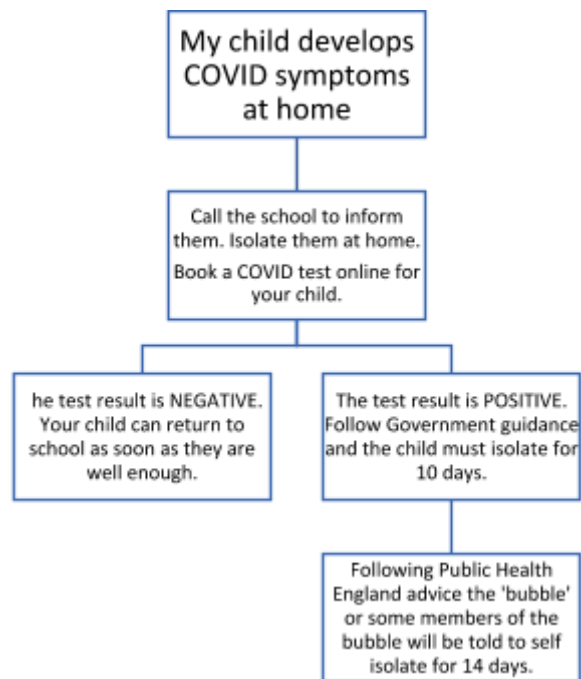 My child develops
COVID symptoms
at home
Call the school to inform
them. Isolate them at home.
Book a COVID test online for
your child.
he test result is NEGATIVE.
Your child can return to
school as soon as they are
well enough.
The test result is POSITIVE.
Follow Government guidance
and the child must isolate for
10 days.
Following Public Health
England advice the 'bubble'
or some members of the
bubble will be told to self
isolate for 14 days.